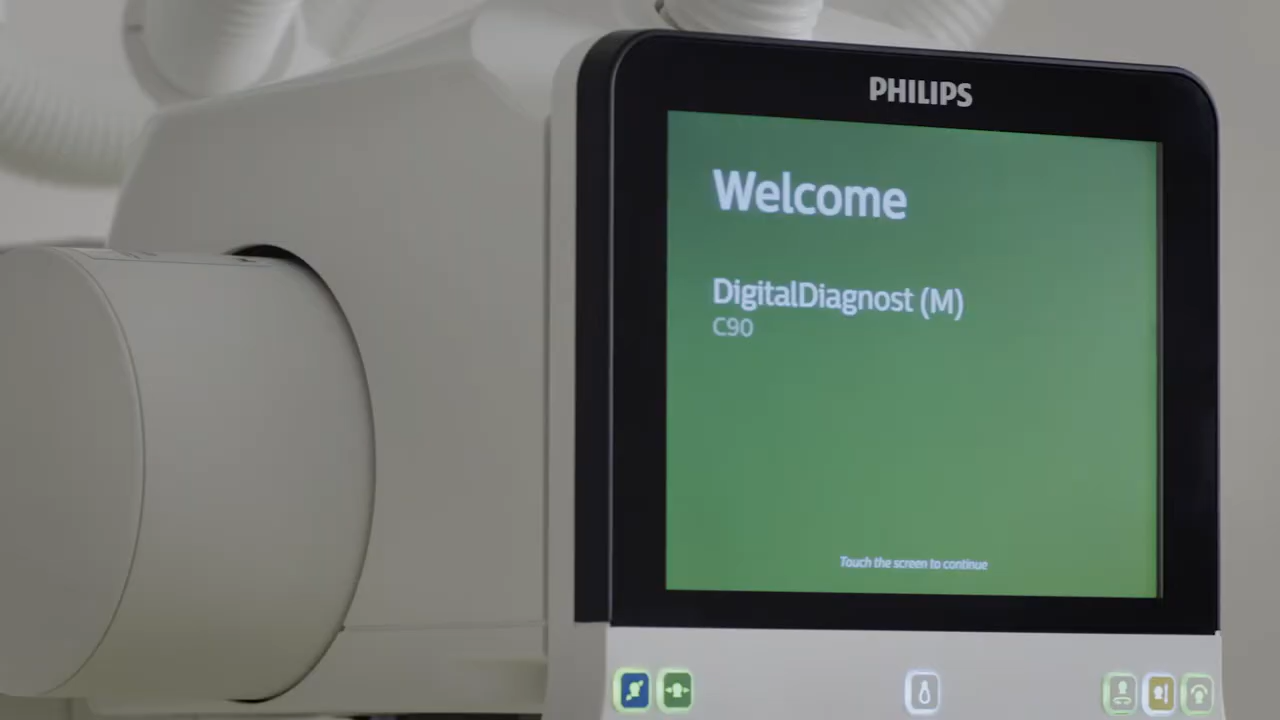 PHILIPS
Welcome
DigitalDiagnost (M)
C90
Touch the screen to continue